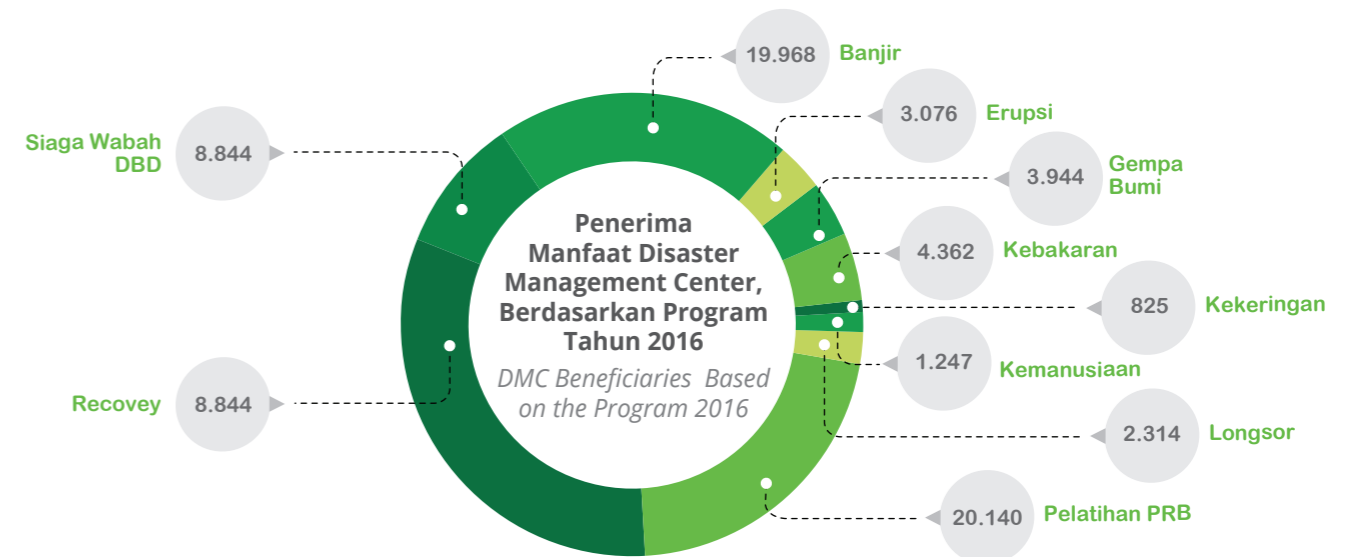 19.968
Banjir
3.076
Erupsi
Siaga Wabah
DBD
8.844
3.944
Gempa
Bumi
Penerima
Manfaat Disaster
Management Center,
Berdasarkan Program
Tahun 2016
DMC Beneficiaries Based
on the Program 2016
4.362
Kebakaran
825
Kekeringan
1.247
Kemanusiaan
Recovey
8.844
2.314
Longsor
20.140
Pelatihan PRB